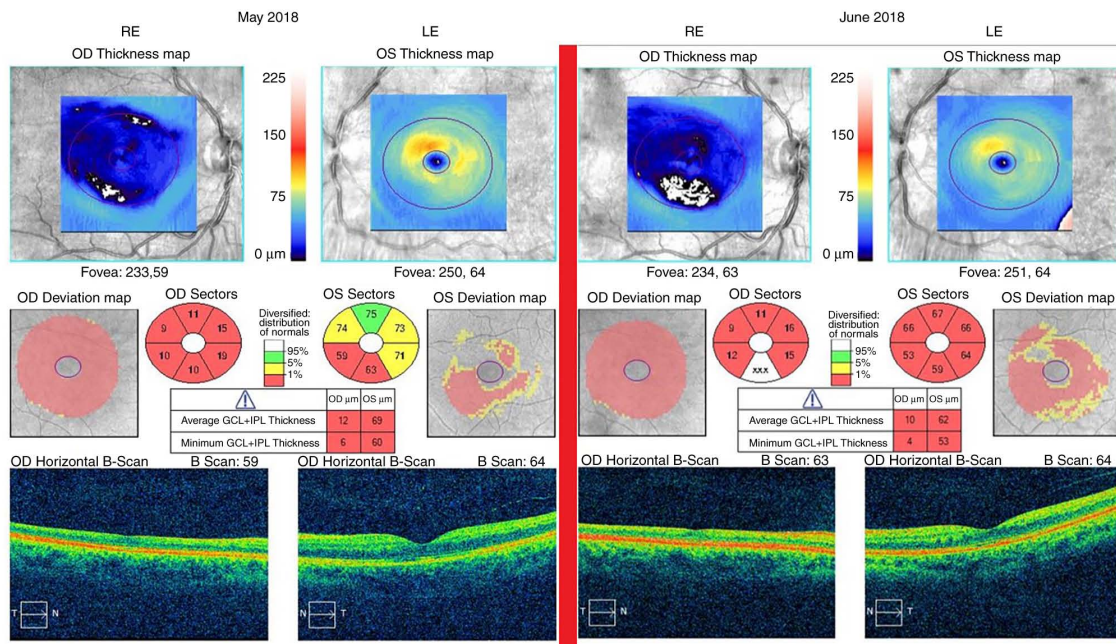 May 2018
RE
LE
OD Thickness map
OS Thickness map
225
150
75
0 µm
Fovea: 233,59
Fovea: 250, 64
OD Deviation map
OD Sectors
OS Sectors
OS Deviation map
11
9
15
10
19
10
Diversified:
distribution
of normals
95%
5%
1%
75
74
73
59
71
63
OD µm
OS µm
Average GCL+IPL Thickness
12
69
Minimum GCL+IPL Thickness
6
60
OD Horizontal B-Scan
B Scan: 59
OD Horizontal B-Scan
B Scan: 64
T
N
N
T
June 2018
RE
LE
OD Thickness map
OS Thickness map
225
150
75
0 µm
Fovea: 234, 63
Fovea: 251, 64
OD Deviation map
OD Sectors
OS Sectors
OS Deviation map
11
9
16
12
15
XXX
Diversified:
distribution
of normals
95%
5%
1%
67
66
66
53
64
59
OD µm
OS µm
Average GCL+IPL Thickness
10
62
Minimum GCL+IPL Thickness
4
53
OD Horizontal B-Scan
B Scan: 63
OD Horizontal B-Scan
B Scan: 64
T
N
N
T